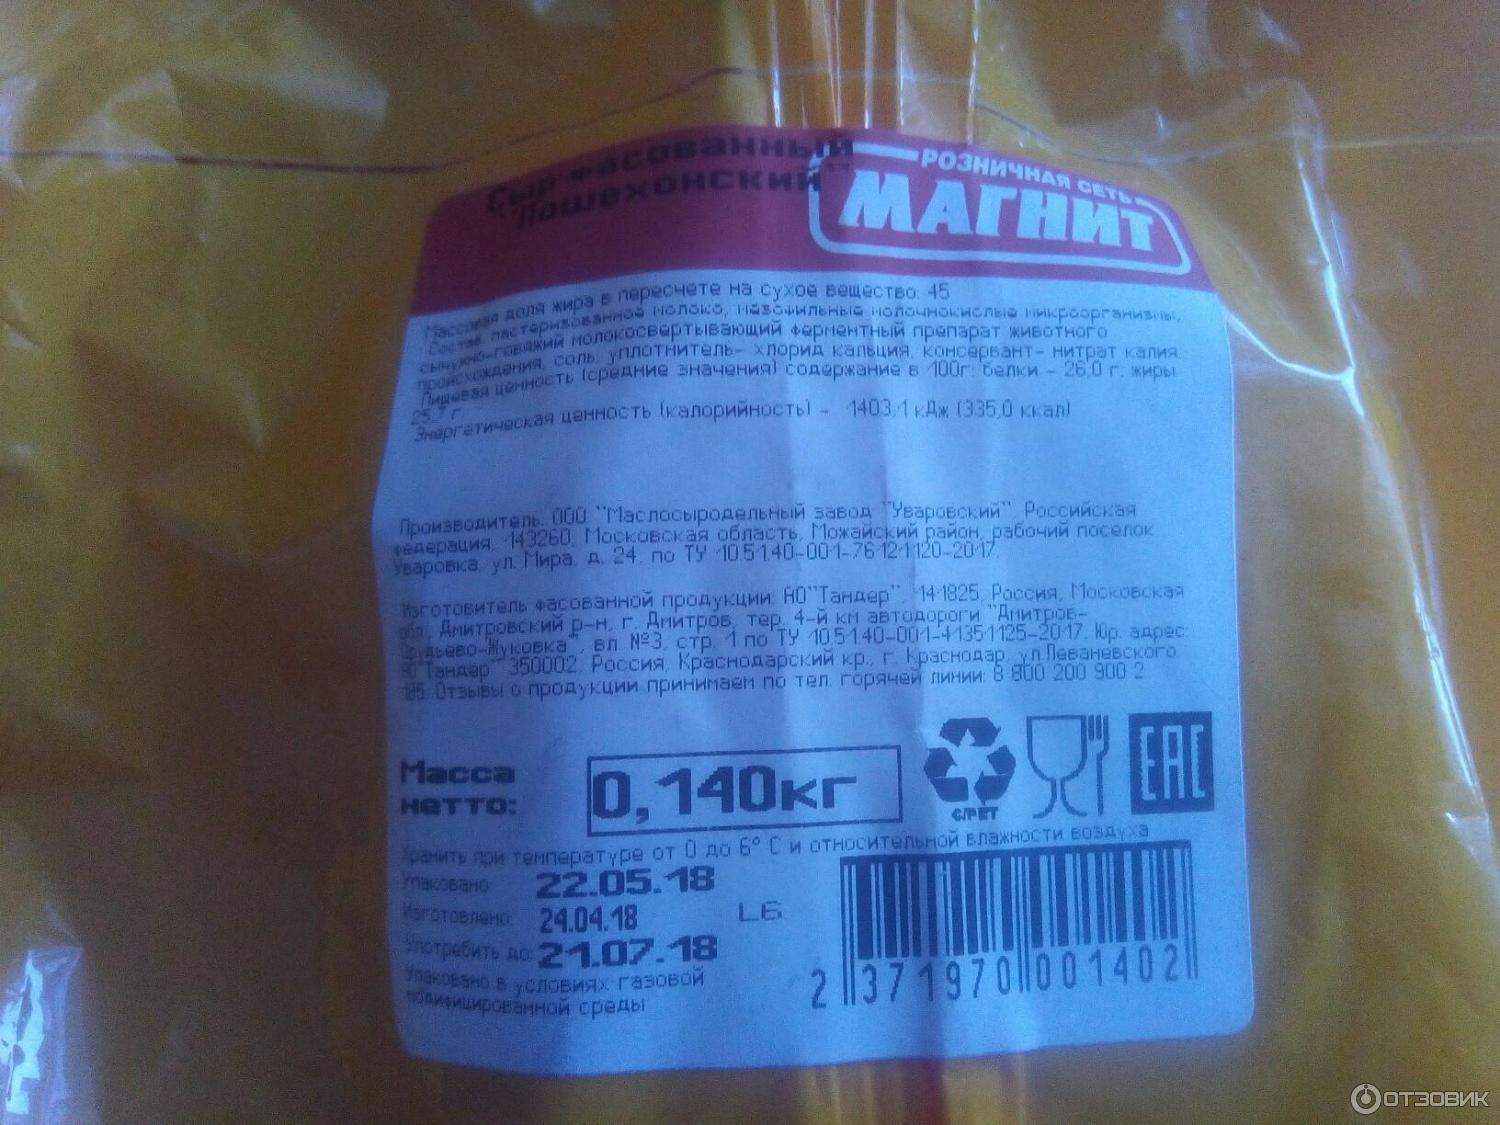 Сыр фасованный
"Пошехонский"
РОЗНИЧНАЯ СЕТЬ
МАГНИТ
Массовая доля жира в пересчете на сухое вещество: 45
Состав: пастеризованное молоко, мезофильные молочнокислые микроорганизмы,
сычужно-говяжий молокосвертывающий ферментный препарат животного
происхождения, соль, уплотнитель- хлорид кальция, консервант- нитрат калия.
Пищевая ценность (средние значения) содержание в 100г: белки - 26,0 г, жиры
25,7 г.
Энергетическая ценность (калорийность) - 1403,1 кДж (335,0 ккал)
Производитель: ООО "Маслосыродельный завод "Уваровский", Российская
Федерация, 143260, Московская область, Можайский район, рабочий поселок
Уваровка, ул. Мира, д. 24, по ТУ 10.51.40-001-76121120-2017.
Изготовитель фасованной продукции: АО"Тандер", 141825, Россия, Московская
обл., Дмитровский р-н, г. Дмитров, тер. 4-й км автодороги "Дмитров-
Орудьево-Жуковка", вл. №3, стр. 1 по ТУ 10.51.40-001-41351125-2017. Юр. адрес:
АО"Тандер" 350002, Россия, Краснодарский кр., г. Краснодар, ул.Леваневского
185. Отзывы о продукции принимаем по тел. горячей линии: 8 800 200 900 2
Масса
нетто:
0,140кг
C/PET
EAC
Хранить при температуре от 0 до 6° С и относительной влажности воздуха
Упаковано: 22.05.18
Изготовлено: 24.04.18
L6
Употребить до: 21.07.18
Упаковано в условиях газовой
модифицированной среды
2 371970 001402
ОТЗОВИК